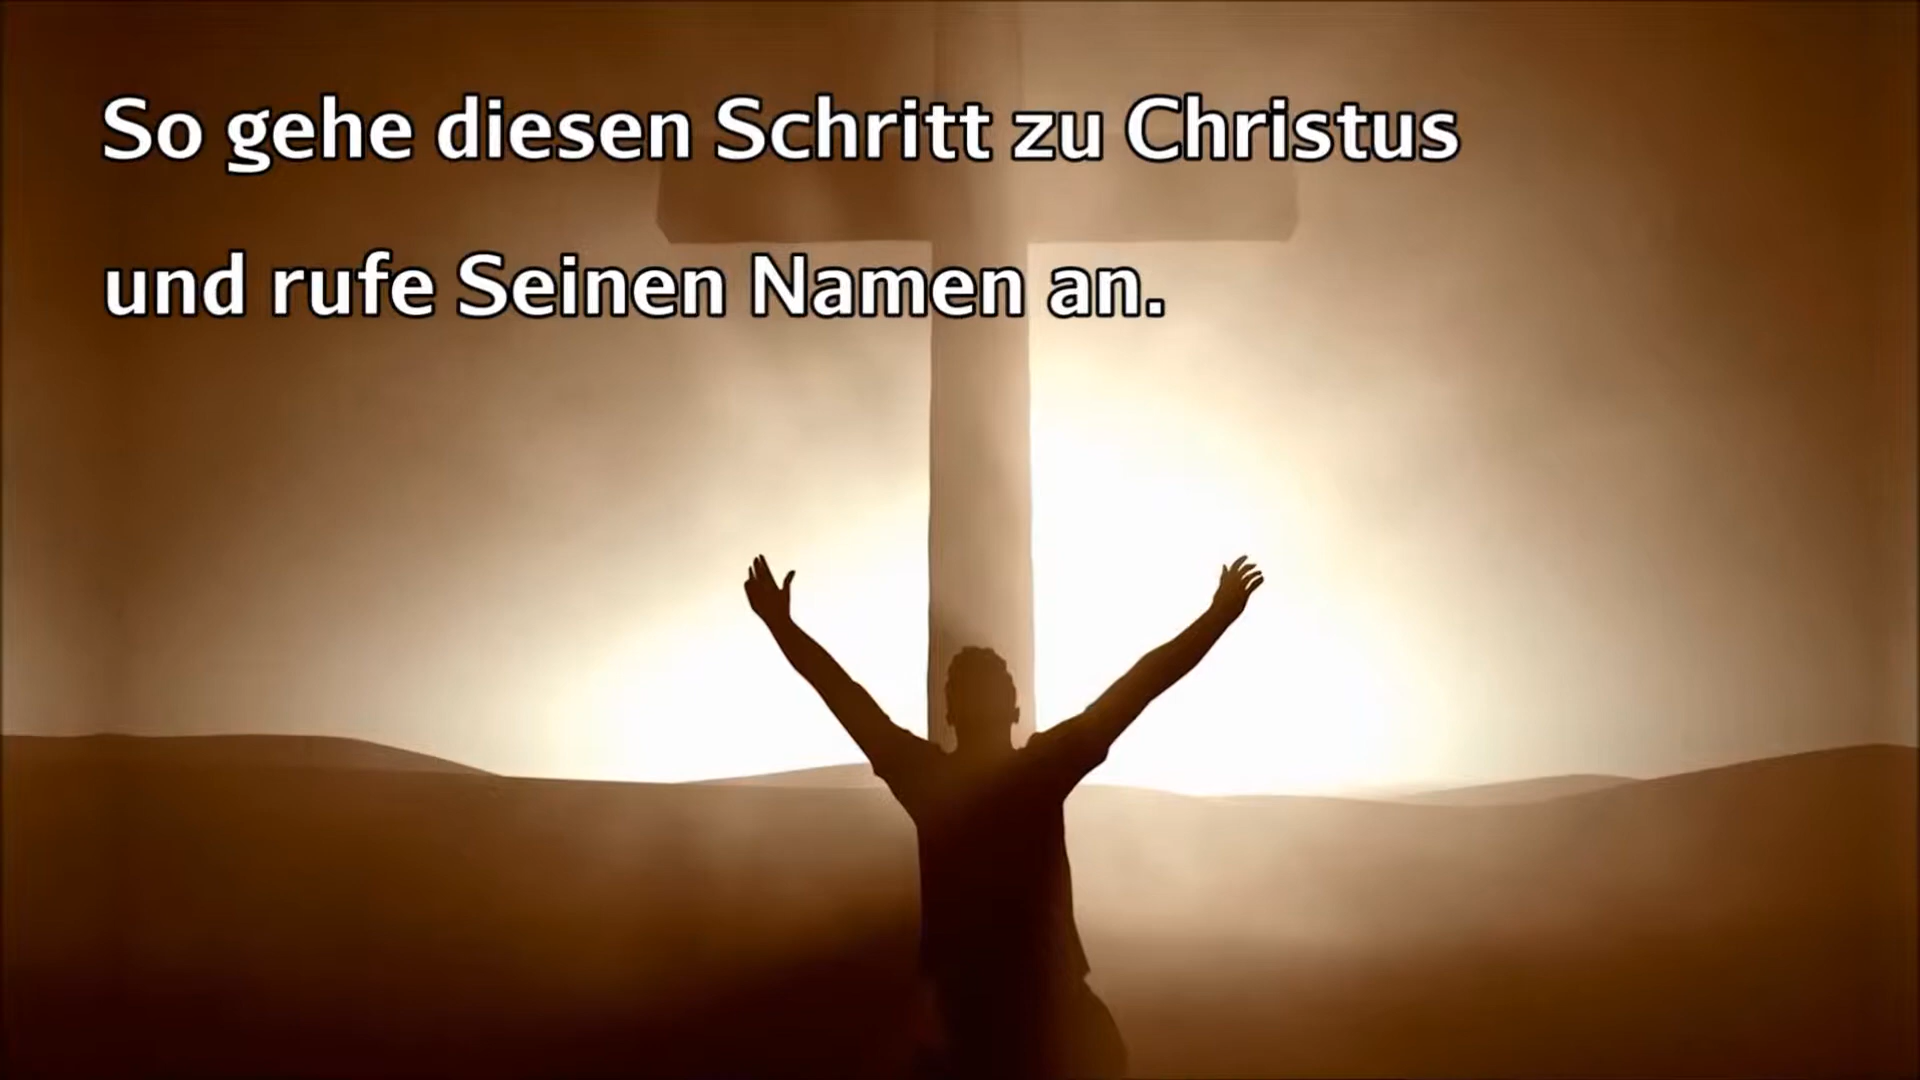 So gehe diesen Schritt zu Christus
und rufe Seinen Namen an.